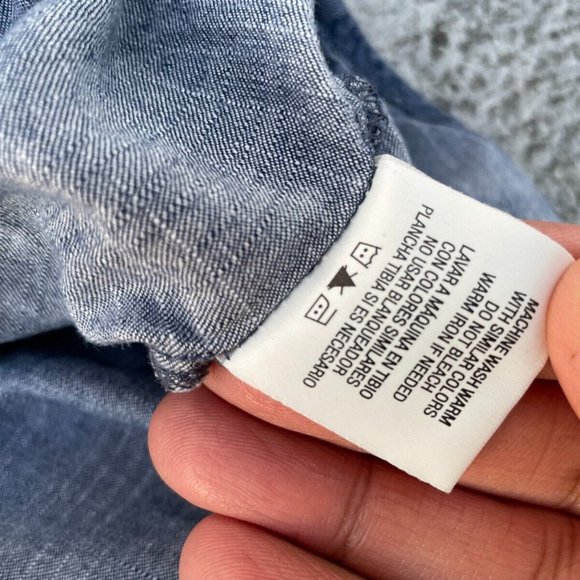 MACHINE WASH WARM
WITH SIMILAR COLORS
DO NOT BEACH
WARM IRON IF NEEDED
LAVAR A MAQUINA EN TIBIO
CON COLORES SIMILARES
NO USAR BLANQUEADOR
PLANCHA TIBIA SI ES NECESARIO